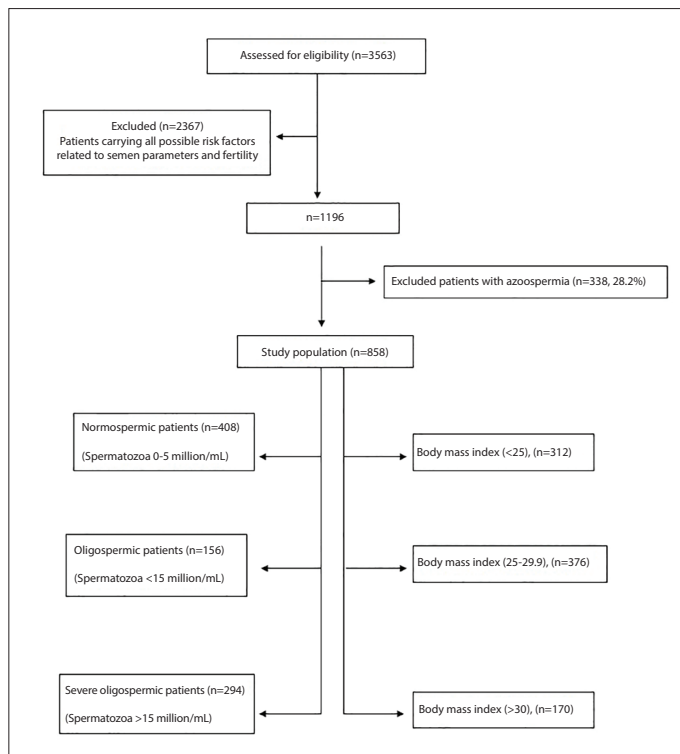 Assessed for eligibility (n=3563)
Excluded (n=2367)
Patients carrying all possible risk factors
related to semen parameters and fertility
n=1196
Excluded patients with azoospermia (n=338, 28.2%)
Study population (n=858)
Normospermic patients (n=408)
(Spermatozoa 0-5 million/mL)
Body mass index (<25), (n=312)
Oligospermic patients (n=156)
(Spermatozoa <15 million/mL)
Body mass index (25-29.9), (n=376)
Severe oligospermic patients (n=294)
(Spermatozoa >15 million/mL)
Body mass index (>30), (n=170)